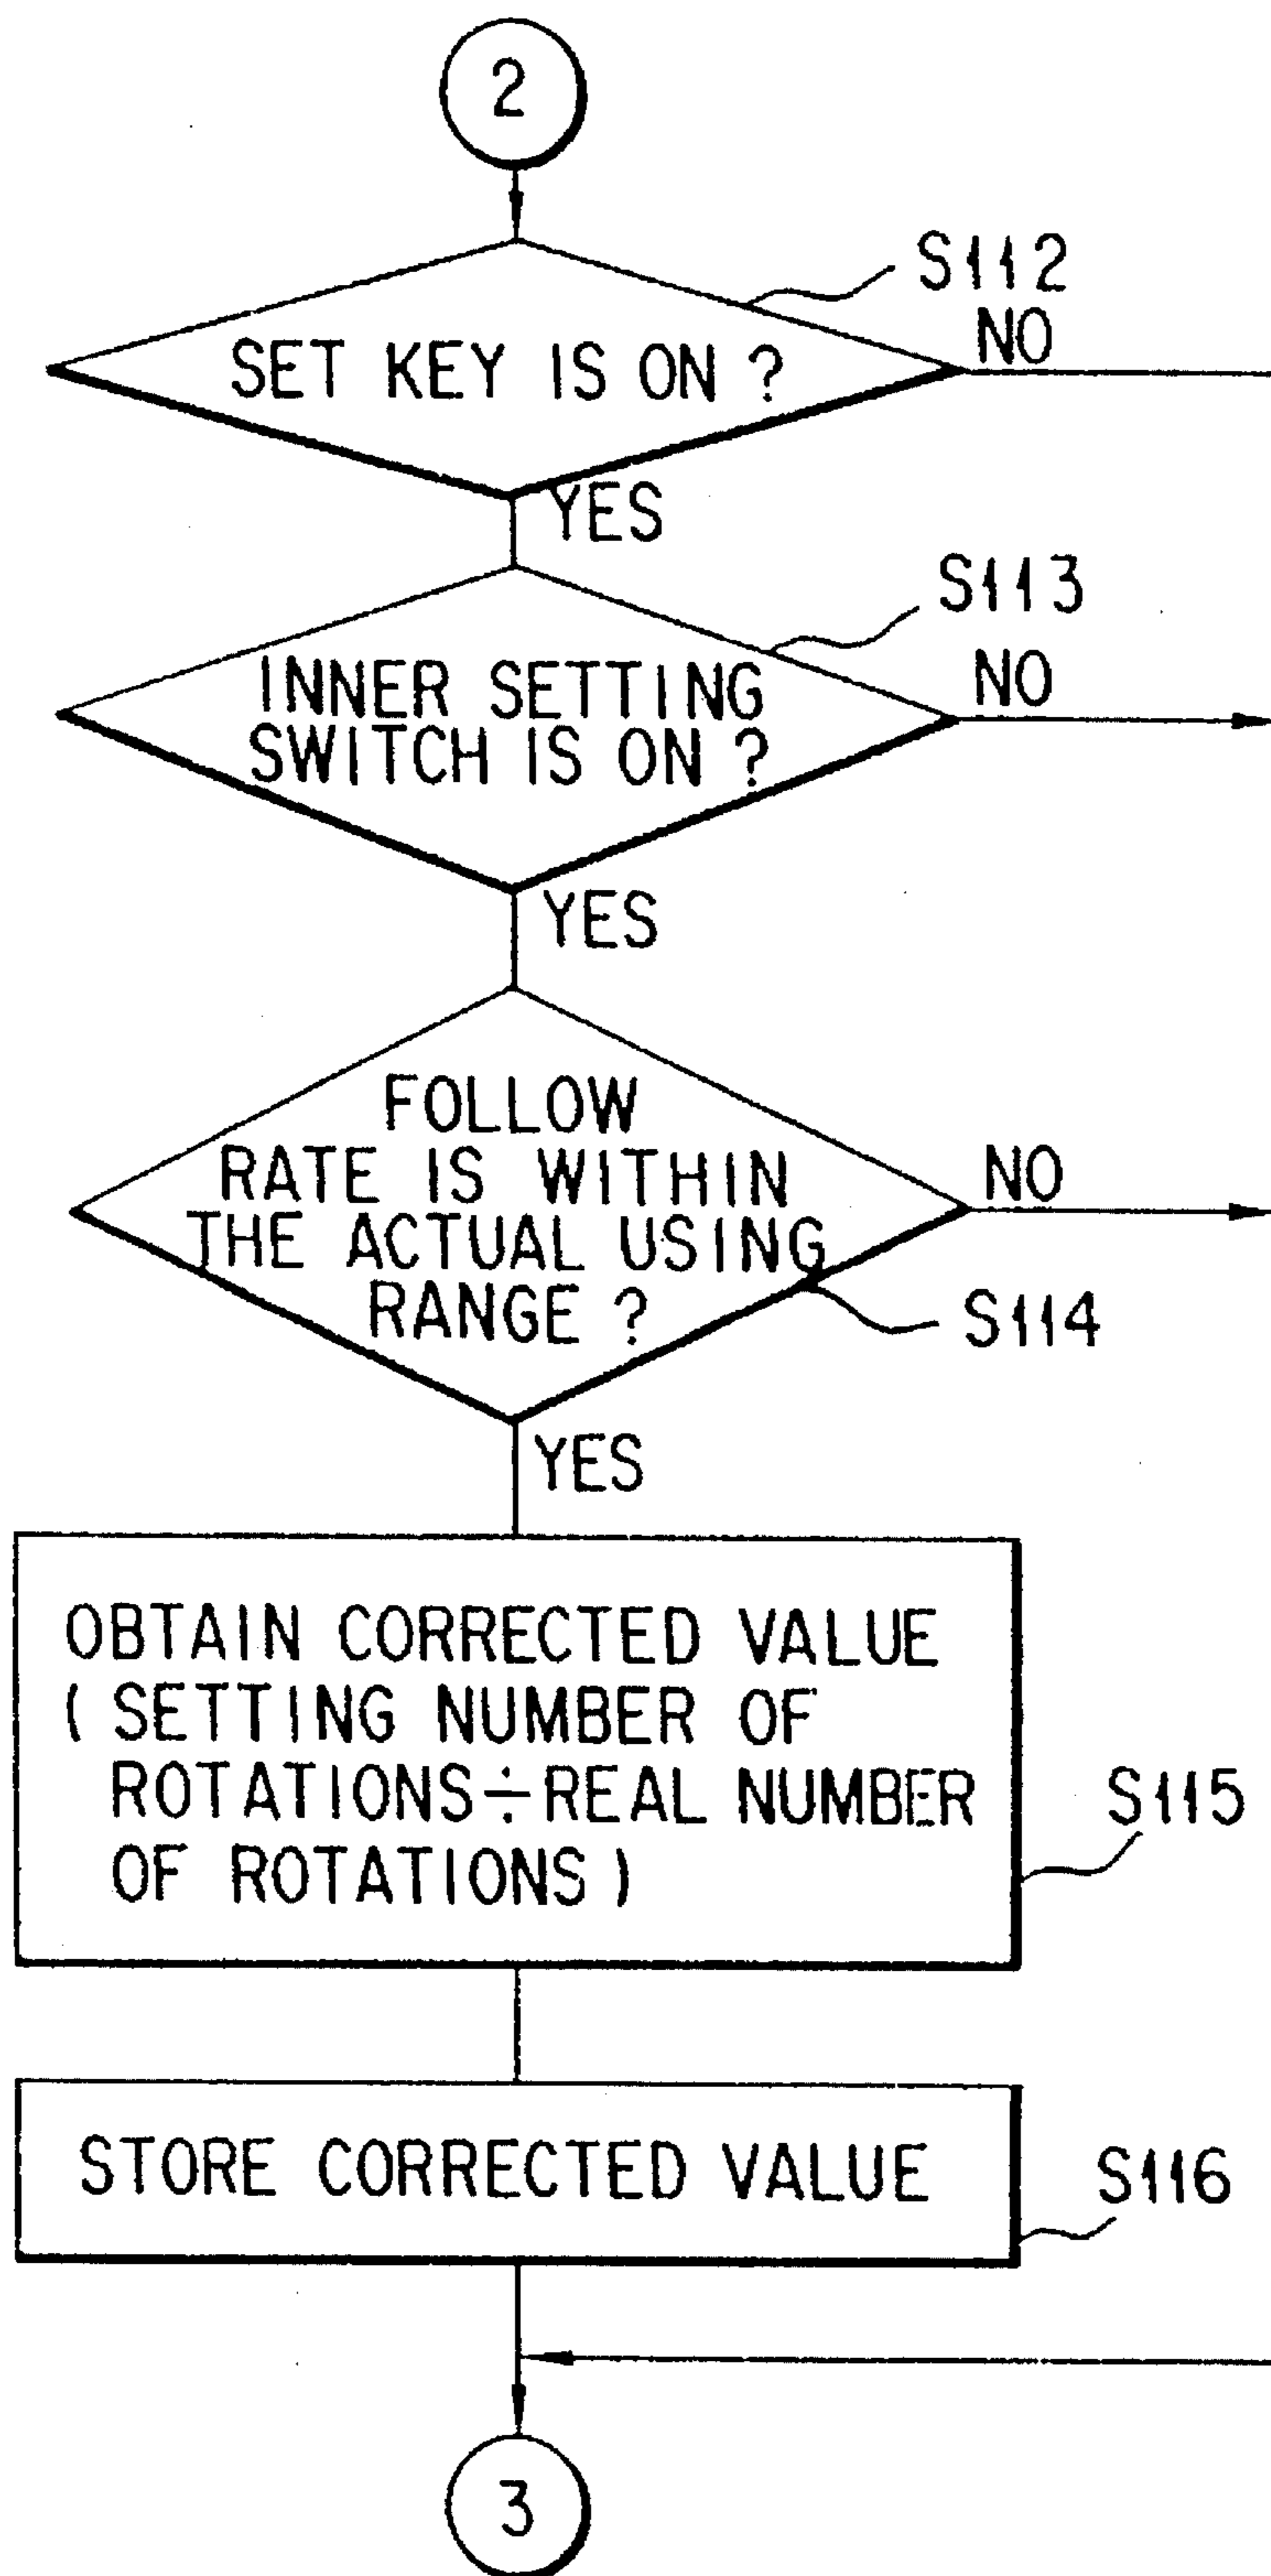 2
S112
SET KEY IS ON ?
NO
YES
S113
INNER SETTING
SWITCH IS ON ?
NO
YES
FOLLOW
RATE IS WITHIN
THE ACTUAL USING
RANGE ?
NO
S114
YES
OBTAIN CORRECTED VALUE
( SETTING NUMBER OF
ROTATIONS÷REAL NUMBER
OF ROTATIONS )
S115
STORE CORRECTED VALUE
S116
3